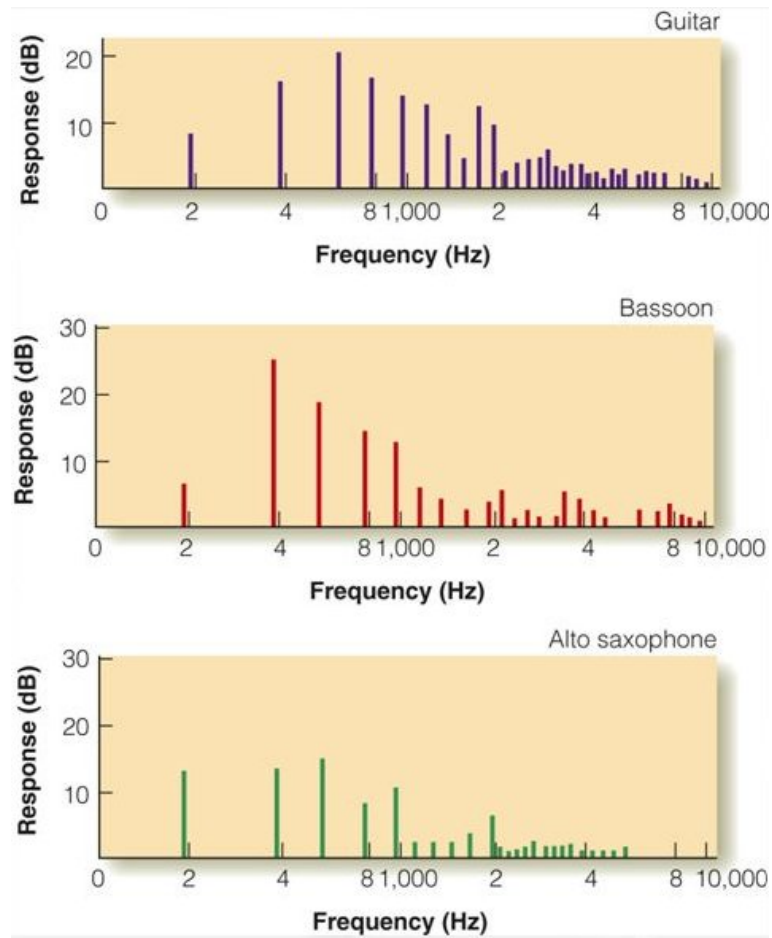 Guitar
Response (dB)
20
10
0 2 4 8 1,000 2 4 8 10,000
Frequency (Hz)
Bassoon
Response (dB)
30
20
10
0 2 4 8 1,000 2 4 8 10,000
Frequency (Hz)
Alto saxophone
Response (dB)
30
20
10
0 2 4 8 1,000 2 4 8 10,000
Frequency (Hz)